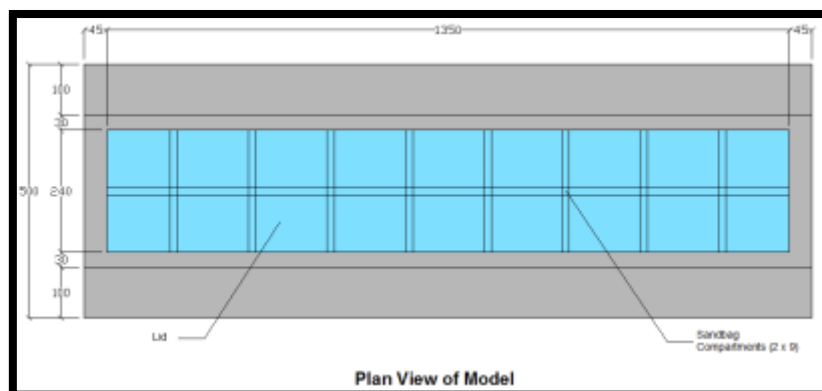 45
1350
45
100
30
500
240
30
100
Lid
Sandbag
Compartments (2 x 9)
Plan View of Model